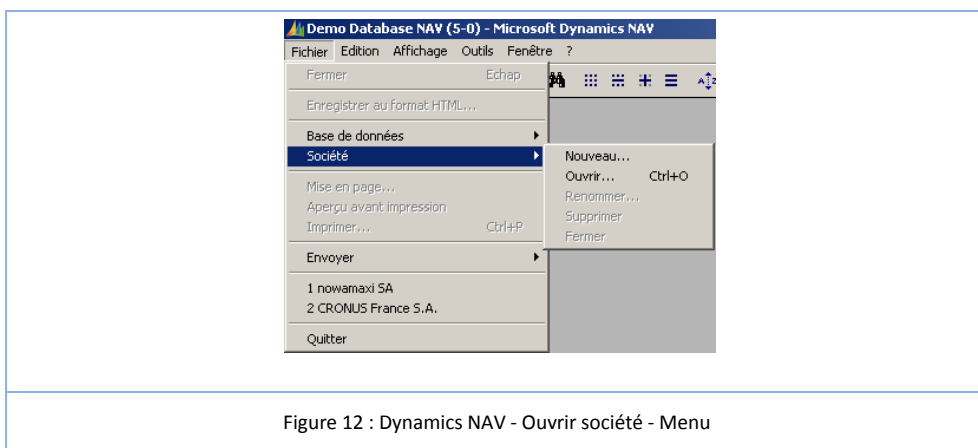 Demo Database NAV (5-0) - Microsoft Dynamics NAV
Fichier Edition Affichage Outils Fenêtre ?
Fermer Echap
Enregistrer au format HTML...
Base de données
Société
Nouveau...
Ouvrir... Ctrl+O
Renommer...
Supprimer
Fermer
Mise en page...
Aperçu avant impression
Imprimer... Ctrl+P
Envoyer
1 nowamaxi SA
2 CRONUS France S.A.
Quitter
Figure 12 : Dynamics NAV - Ouvrir société - Menu